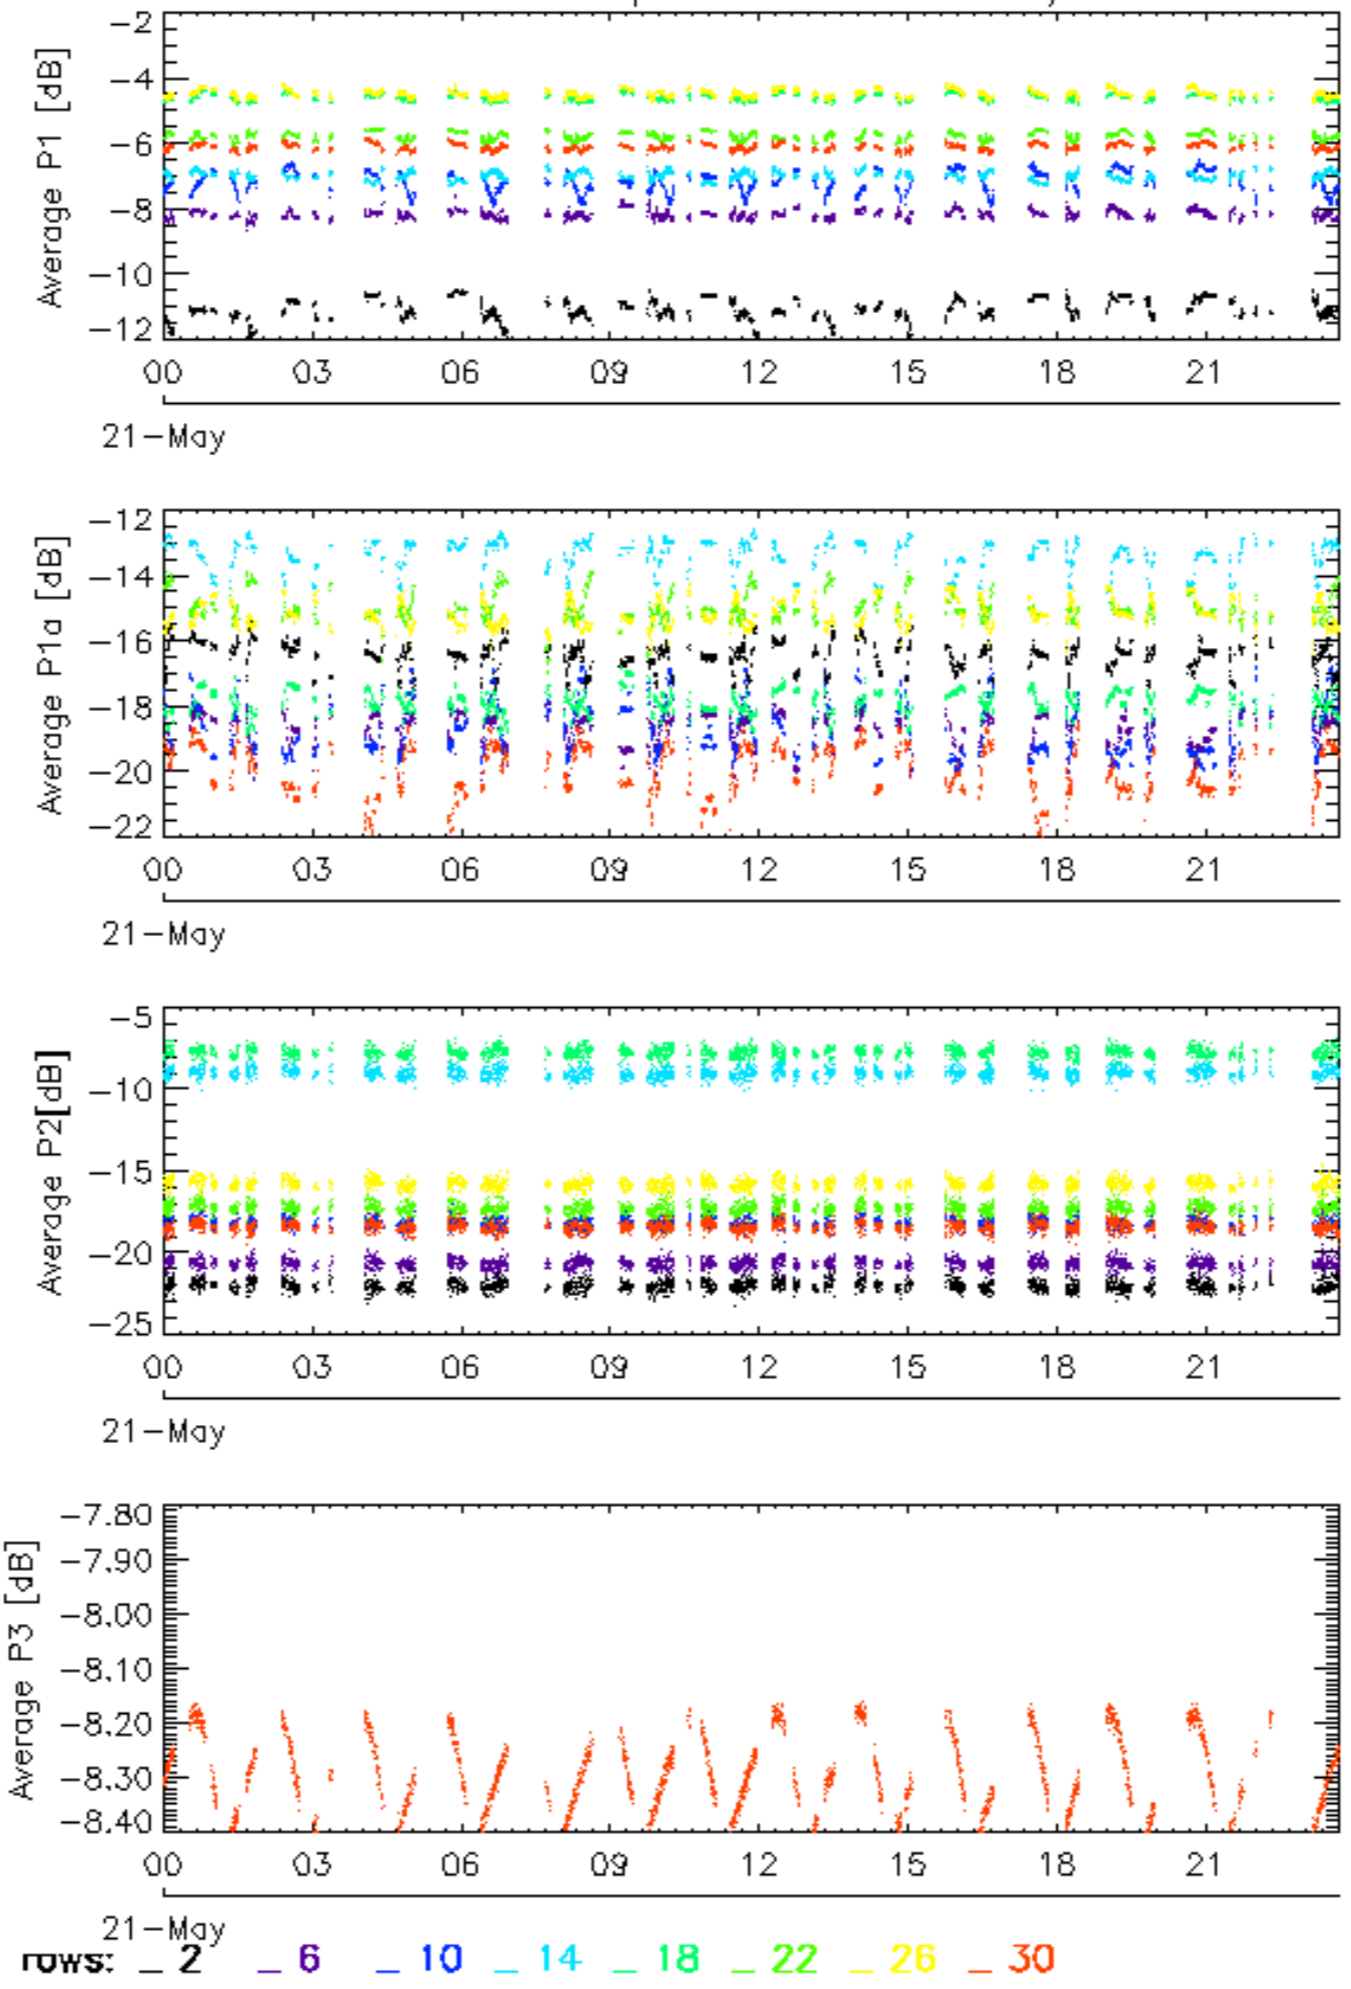 Average P1 [dB]
-2
-4
-6
-8
-10
-12
00 03 06 09 12 15 18 21
21-May
Average P1a [dB]
-12
-14
-16
-18
-20
-22
00 03 06 09 12 15 18 21
21-May
Average P2[dB]
-5
-10
-15
-20
-25
00 03 06 09 12 15 18 21
21-May
Average P3 [dB]
-7.80
-7.90
-8.00
-8.10
-8.20
-8.30
-8.40
00 03 06 09 12 15 18 21
21-May
rows: _ 2 _ 6 _ 10 _ 14 _ 18 _ 22 _ 26 _ 30